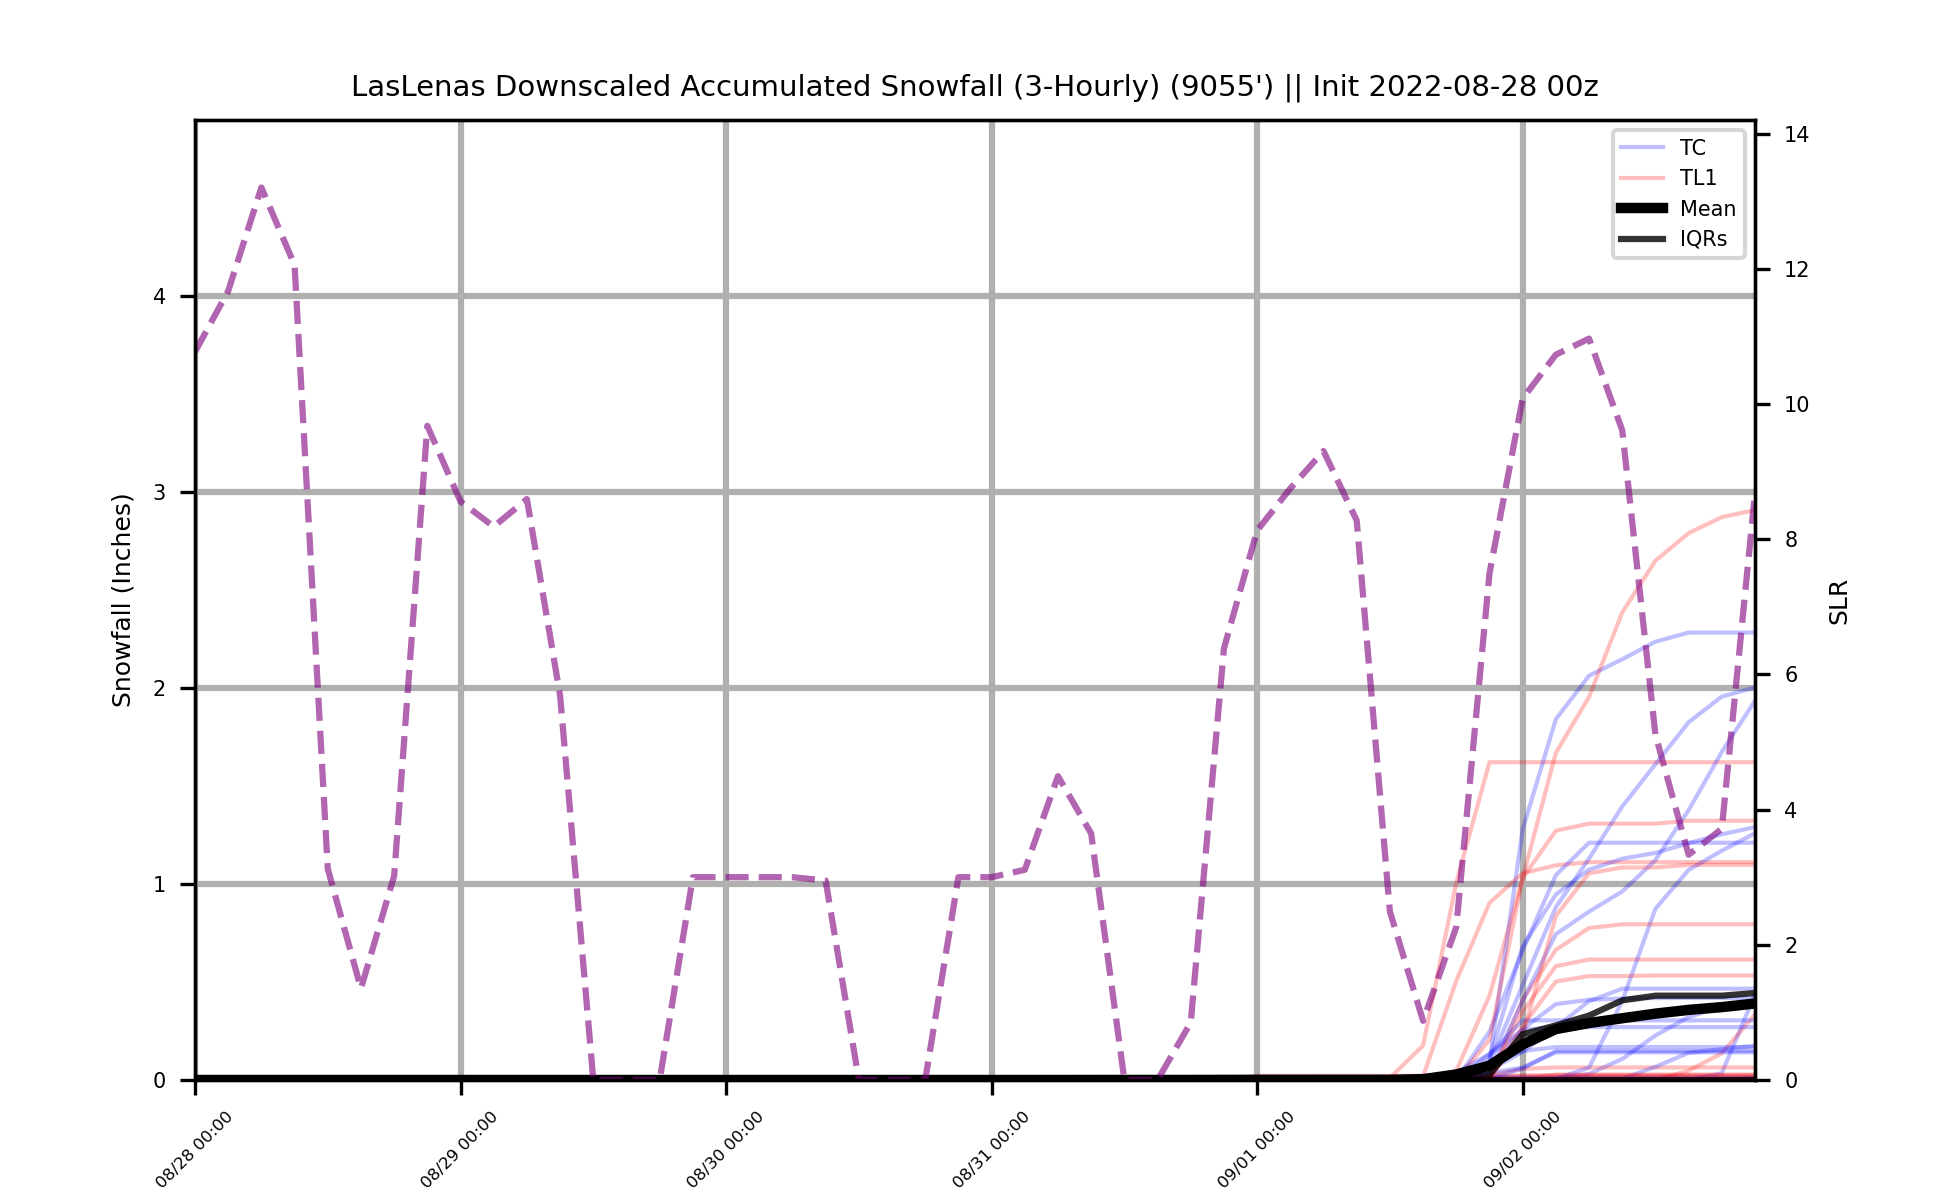 LasLenas Downscaled Accumulated Snowfall (3-Hourly) (9055') || Init 2022-08-28 00z
TC
TL1
Mean
IQRs
Snowfall (Inches)
4
3
2
1
0
SLR
14
12
10
8
6
4
2
0
08/28 00:00
08/29 00:00
08/30 00:00
08/31 00:00
09/01 00:00
09/02 00:00